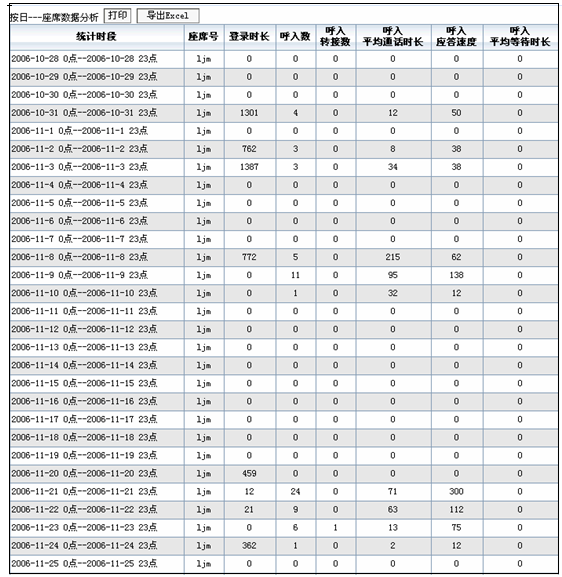 按日---座席数据分析 打印 导出Excel
统计时段 座席号 登录时长 呼入数 呼入转接数 呼入平均通话时长 呼入应答速度 呼入平均等待时长
2006-10-28 0点--2006-10-28 23点 ljm 0 0 0 0 0 0
2006-10-29 0点--2006-10-29 23点 ljm 0 0 0 0 0 0
2006-10-30 0点--2006-10-30 23点 ljm 0 0 0 0 0 0
2006-10-31 0点--2006-10-31 23点 ljm 1301 4 0 12 50 0
2006-11-1 0点--2006-11-1 23点 ljm 0 0 0 0 0 0
2006-11-2 0点--2006-11-2 23点 ljm 762 3 0 8 38 0
2006-11-3 0点--2006-11-3 23点 ljm 1387 3 0 34 38 0
2006-11-4 0点--2006-11-4 23点 ljm 0 0 0 0 0 0
2006-11-5 0点--2006-11-5 23点 ljm 0 0 0 0 0 0
2006-11-6 0点--2006-11-6 23点 ljm 0 0 0 0 0 0
2006-11-7 0点--2006-11-7 23点 ljm 0 0 0 0 0 0
2006-11-8 0点--2006-11-8 23点 ljm 772 5 0 215 62 0
2006-11-9 0点--2006-11-9 23点 ljm 0 11 0 95 138 0
2006-11-10 0点--2006-11-10 23点 ljm 0 1 0 32 12 0
2006-11-11 0点--2006-11-11 23点 ljm 0 0 0 0 0 0
2006-11-12 0点--2006-11-12 23点 ljm 0 0 0 0 0 0
2006-11-13 0点--2006-11-13 23点 ljm 0 0 0 0 0 0
2006-11-14 0点--2006-11-14 23点 ljm 0 0 0 0 0 0
2006-11-15 0点--2006-11-15 23点 ljm 0 0 0 0 0 0
2006-11-16 0点--2006-11-16 23点 ljm 0 0 0 0 0 0
2006-11-17 0点--2006-11-17 23点 ljm 0 0 0 0 0 0
2006-11-18 0点--2006-11-18 23点 ljm 0 0 0 0 0 0
2006-11-19 0点--2006-11-19 23点 ljm 0 0 0 0 0 0
2006-11-20 0点--2006-11-20 23点 ljm 459 0 0 0 0 0
2006-11-21 0点--2006-11-21 23点 ljm 12 24 0 71 300 0
2006-11-22 0点--2006-11-22 23点 ljm 21 9 0 63 112 0
2006-11-23 0点--2006-11-23 23点 ljm 0 6 1 13 75 0
2006-11-24 0点--2006-11-24 23点 ljm 362 1 0 2 12 0
2006-11-25 0点--2006-11-25 23点 ljm 0 0 0 0 0 0